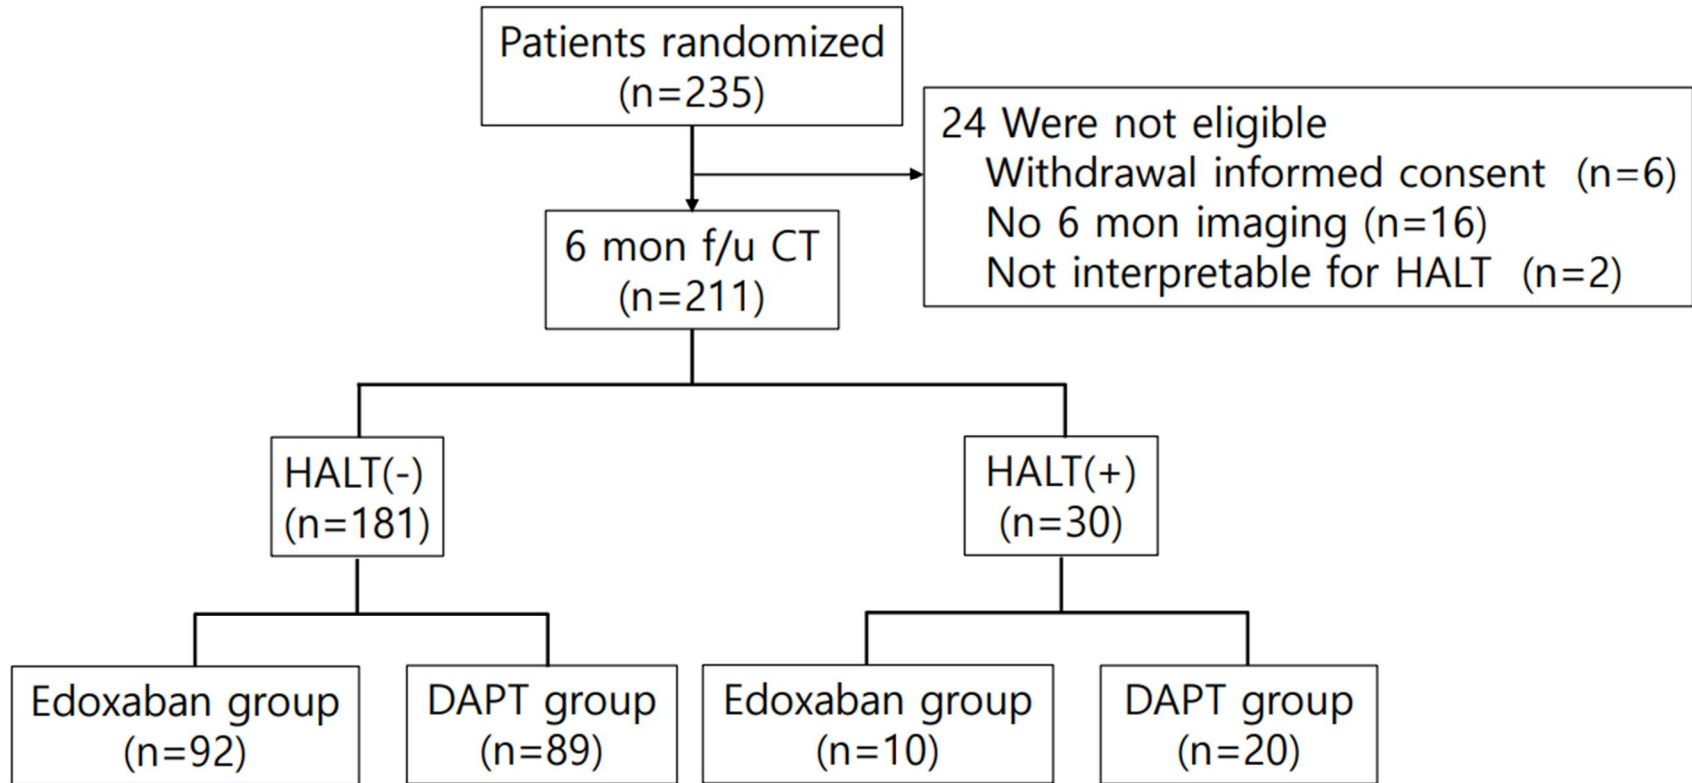 Patients randomized
(n=235)
24 Were not eligible
Withdrawal informed consent (n=6)
No 6 mon imaging (n=16)
Not interpretable for HALT (n=2)
6 mon f/u CT
(n=211)
HALT(-)
(n=181)
HALT(+)
(n=30)
Edoxaban group
(n=92)
DAPT group
(n=89)
Edoxaban group
(n=10)
DAPT group
(n=20)